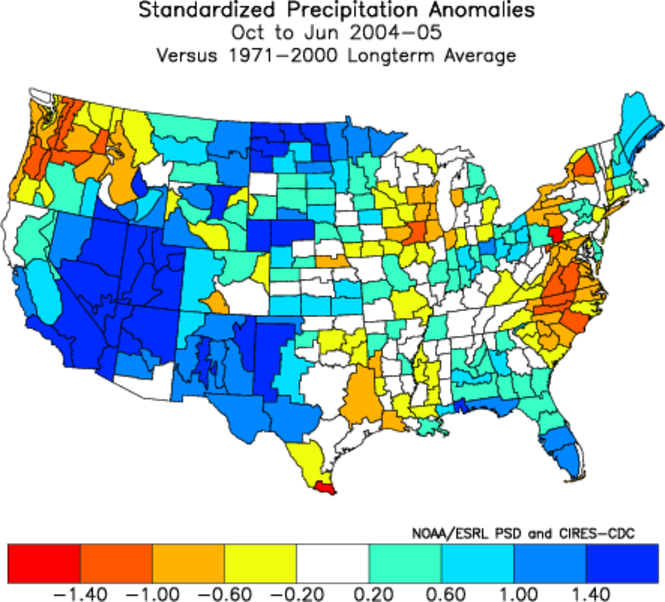 Standardized Precipitation Anomalies
Oct to Jun 2004−05
Versus 1971−2000 Longterm Average
NOAA/ESRL PSD and CIRES−CDC
−1.40 −1.00 −0.60 −0.20 0.20 0.60 1.00 1.40